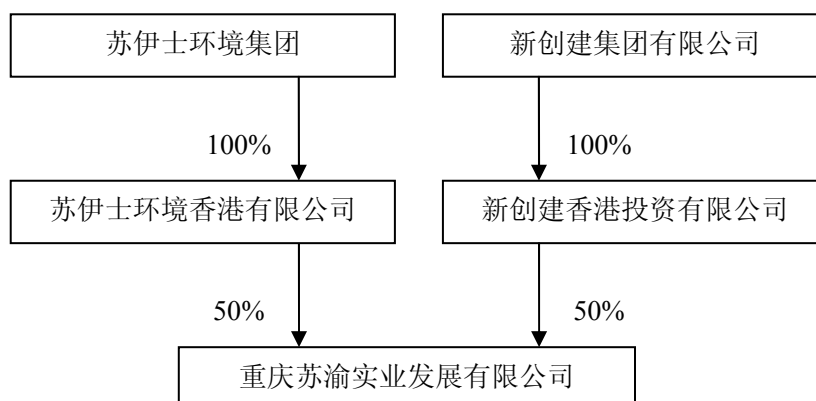 苏伊士环境集团
新创建集团有限公司
100%
100%
苏伊士环境香港有限公司
新创建香港投资有限公司
50%
50%
重庆苏渝实业发展有限公司